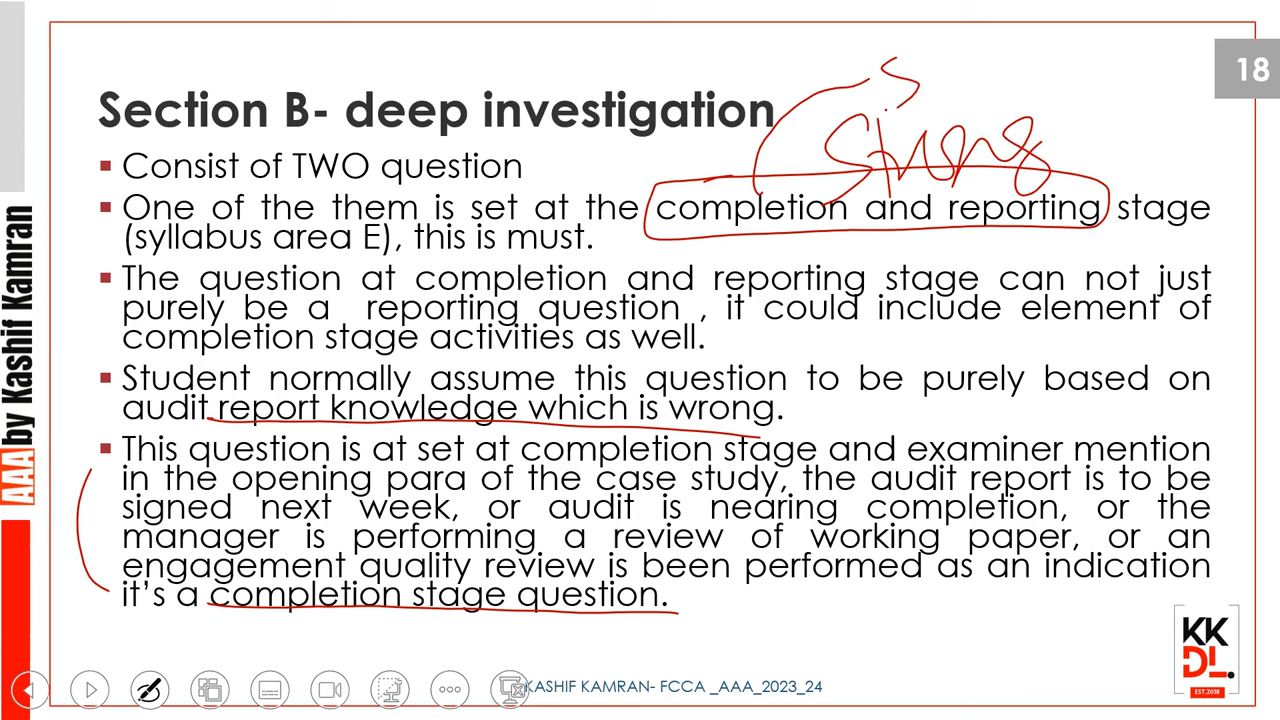 18
Section B- deep investigation
▪ Consist of TWO question
▪ One of the them is set at the completion and reporting stage
(syllabus area E), this is must.
▪ The question at completion and reporting stage can not just
purely be a reporting question , it could include element of
completion stage activities as well.
▪ Student normally assume this question to be purely based on
audit report knowledge which is wrong.
▪ This question is at set at completion stage and examiner mention
in the opening para of the case study, the audit report is to be
signed next week, or audit is nearing completion, or the
manager is performing a review of working paper, or an
engagement quality review is been performed as an indication
it's a completion stage question.
AAA by Kashif Kamran
KASHIF KAMRAN- FCCA _AAA_2023_24
KK
DL.
EST.2018